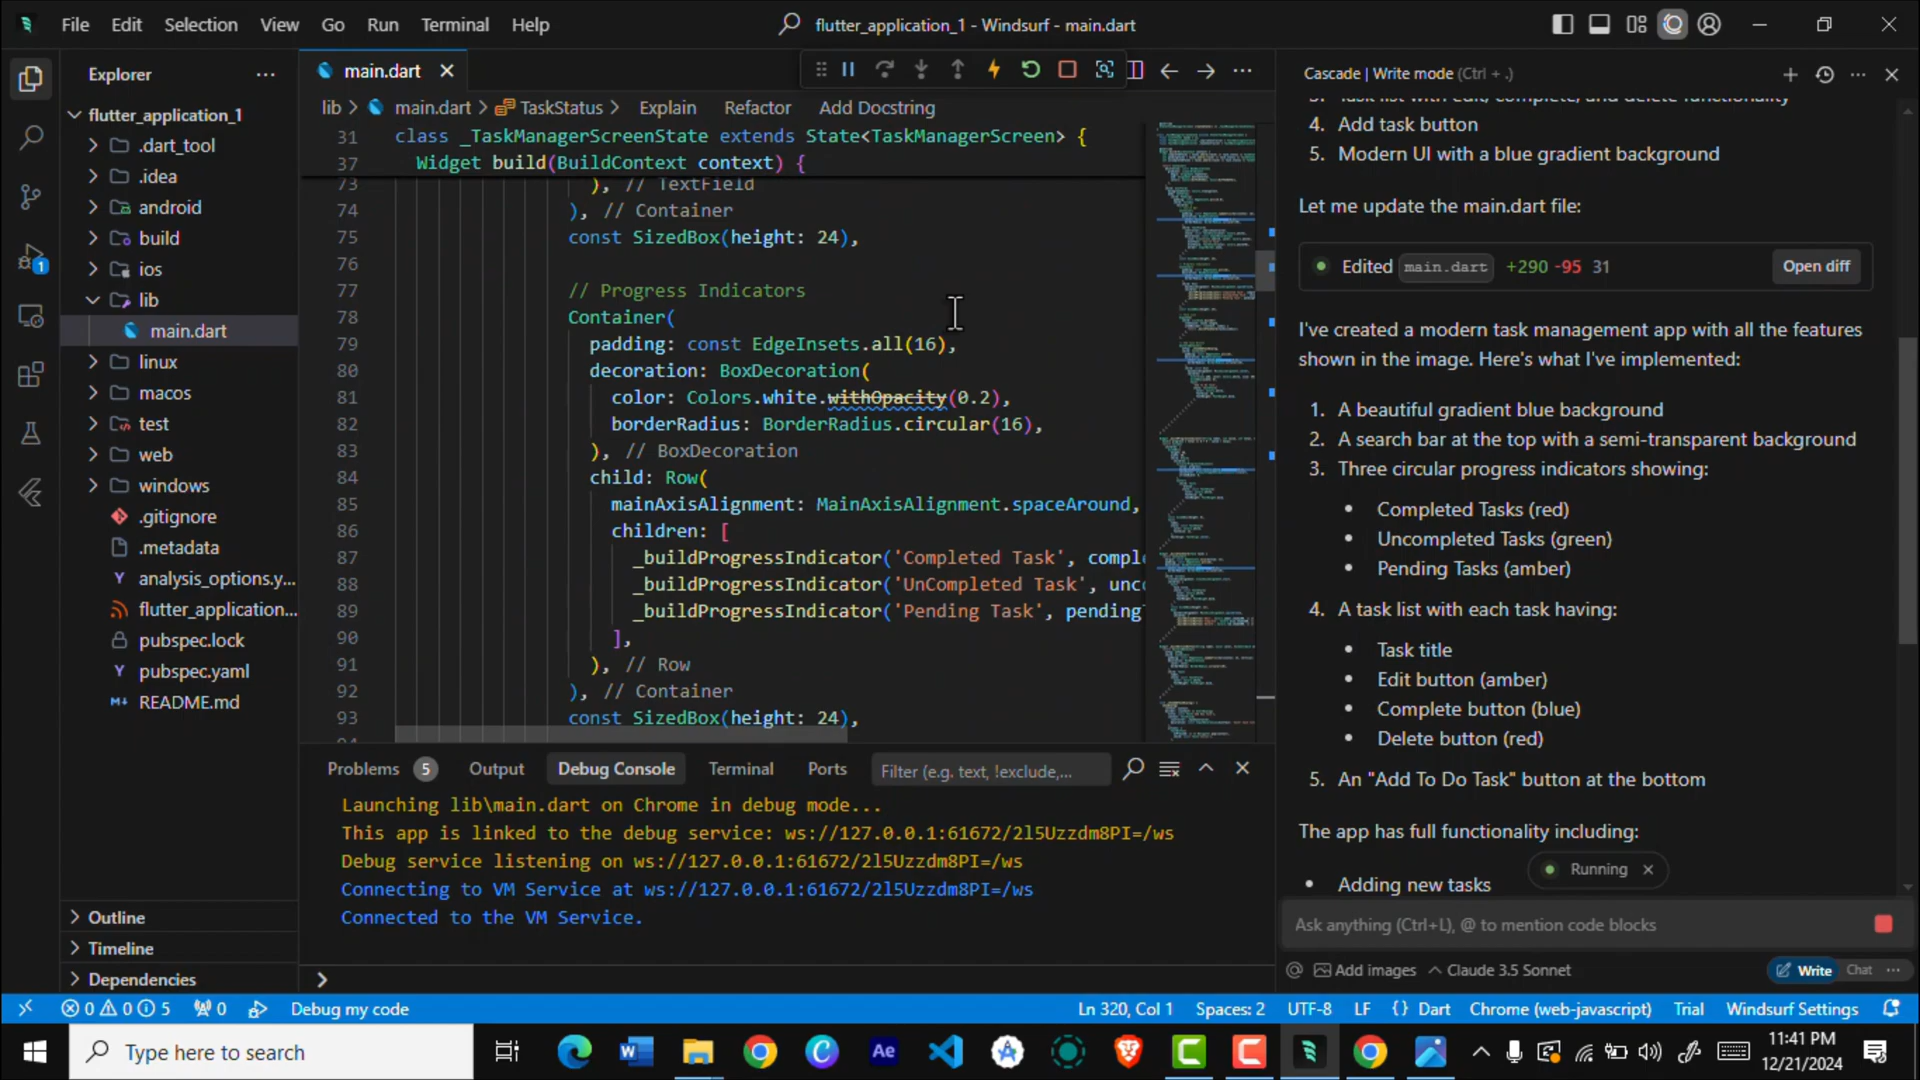 File Edit Selection View Go Run Terminal Help
flutter_application_1 - Windsurf - main.dart
Explorer
flutter_application_1
.dart_tool
.idea
android
build
ios
lib
main.dart
linux
macos
test
web
windows
.gitignore
.metadata
analysis_options.y...
flutter_application...
pubspec.lock
pubspec.yaml
README.md
Outline
Timeline
Dependencies
1
main.dart
lib > main.dart > TaskStatus > Explain Refactor Add Docstring
31 class _TaskManagerScreenState extends State<TaskManagerScreen> {
37 Widget build(BuildContext context) {
73 ), // TextField
74 ), // Container
75 const SizedBox(height: 24),
76
77 // Progress Indicators
78 Container(
79 padding: const EdgeInsets.all(16),
80 decoration: BoxDecoration(
81 color: Colors.white.withOpacity(0.2),
82 borderRadius: BorderRadius.circular(16),
83 ), // BoxDecoration
84 child: Row(
85 mainAxisAlignment: MainAxisAlignment.spaceAround,
86 children: [
87 _buildProgressIndicator('Completed Task', comple
88 _buildProgressIndicator('UnCompleted Task', unco
89 _buildProgressIndicator('Pending Task', pending
90 ],
91 ), // Row
92 ), // Container
93 const SizedBox(height: 24),
Problems 5 Output Debug Console Terminal Ports Filter (e.g. text, !exclude,...
Launching lib\main.dart on Chrome in debug mode...
This app is linked to the debug service: ws://127.0.0.1:61672/2l5Uzzdm8PI=/ws
Debug service listening on ws://127.0.0.1:61672/2l5Uzzdm8PI=/ws
Connecting to VM Service at ws://127.0.0.1:61672/2l5Uzzdm8PI=/ws
Connected to the VM Service.
Cascade | Write mode (Ctrl + .)
3. Task list with edit, complete, and delete functionality
4. Add task button
5. Modern UI with a blue gradient background
Let me update the main.dart file:
Edited main.dart +290 -95 31 Open diff
I've created a modern task management app with all the features
shown in the image. Here's what I've implemented:
1. A beautiful gradient blue background
2. A search bar at the top with a semi-transparent background
3. Three circular progress indicators showing:
• Completed Tasks (red)
• Uncompleted Tasks (green)
• Pending Tasks (amber)
4. A task list with each task having:
• Task title
• Edit button (amber)
• Complete button (blue)
• Delete button (red)
5. An "Add To Do Task" button at the bottom
The app has full functionality including:
Running
• Adding new tasks
Ask anything (Ctrl+L), @ to mention code blocks
Add images Claude 3.5 Sonnet Write Chat
0 0 5 0 Debug my code Ln 320, Col 1 Spaces: 2 UTF-8 LF {} Dart Chrome (web-javascript) Trial Windsurf Settings
Type here to search
Ae
11:41 PM
12/21/2024